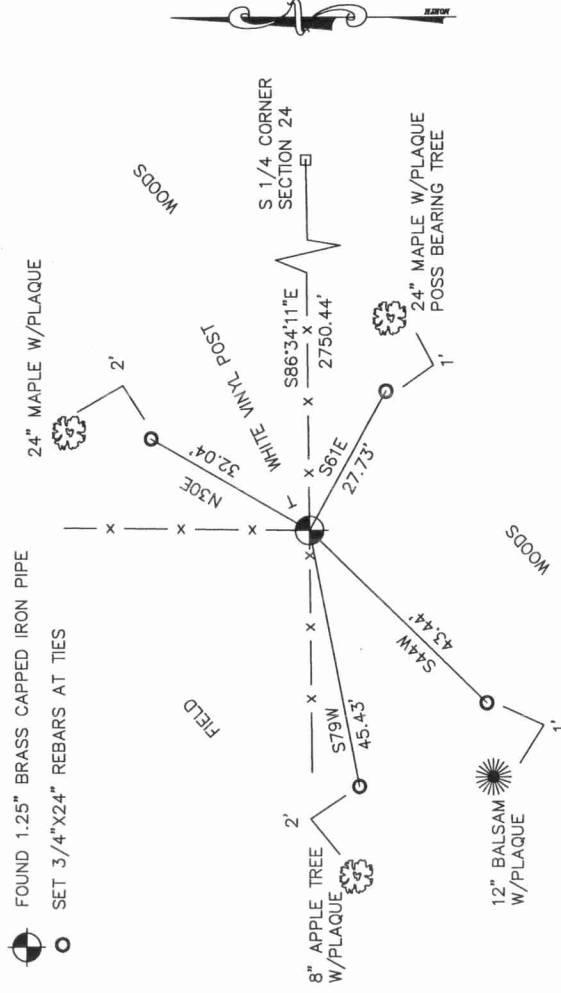 FOUND 1.25" BRASS CAPPED IRON PIPE
SET 3/4"X24" REBARS AT TIES
24" MAPLE W/PLAQUE
2'
WOODS
N30E
32.04'
WHITE VINYL POST
S 1/4 CORNER
SECTION 24
S86°34'11"E
2750.44'
FIELD
S61E
27.73'
24" MAPLE W/PLAQUE
POSS BEARING TREE
1'
S79W
45.43'
2'
8" APPLE TREE
W/PLAQUE
S44W
43.44'
WOODS
12" BALSAM
W/PLAQUE
1'
N
NORTH